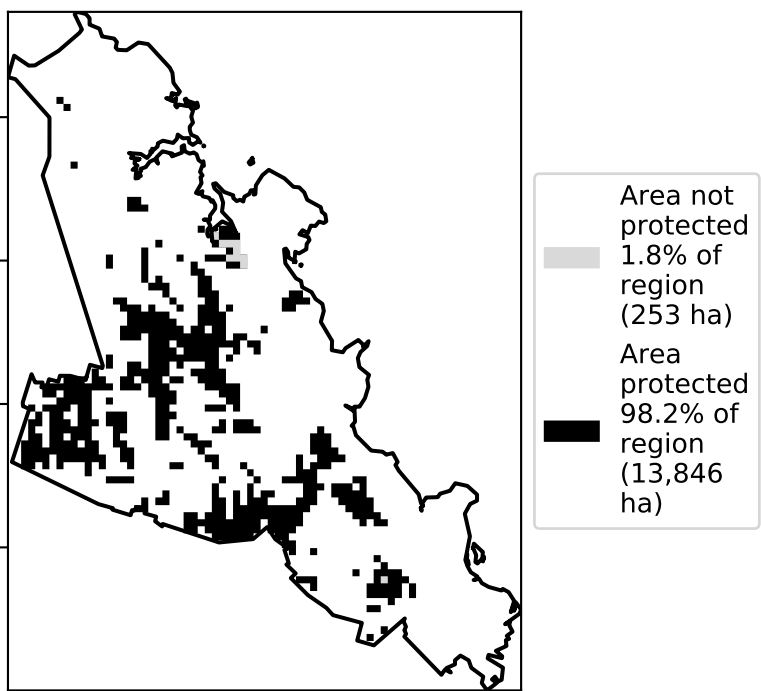 Area not
protected
1.8% of
region
(253 ha)
Area
protected
98.2% of
region
(13,846
ha)